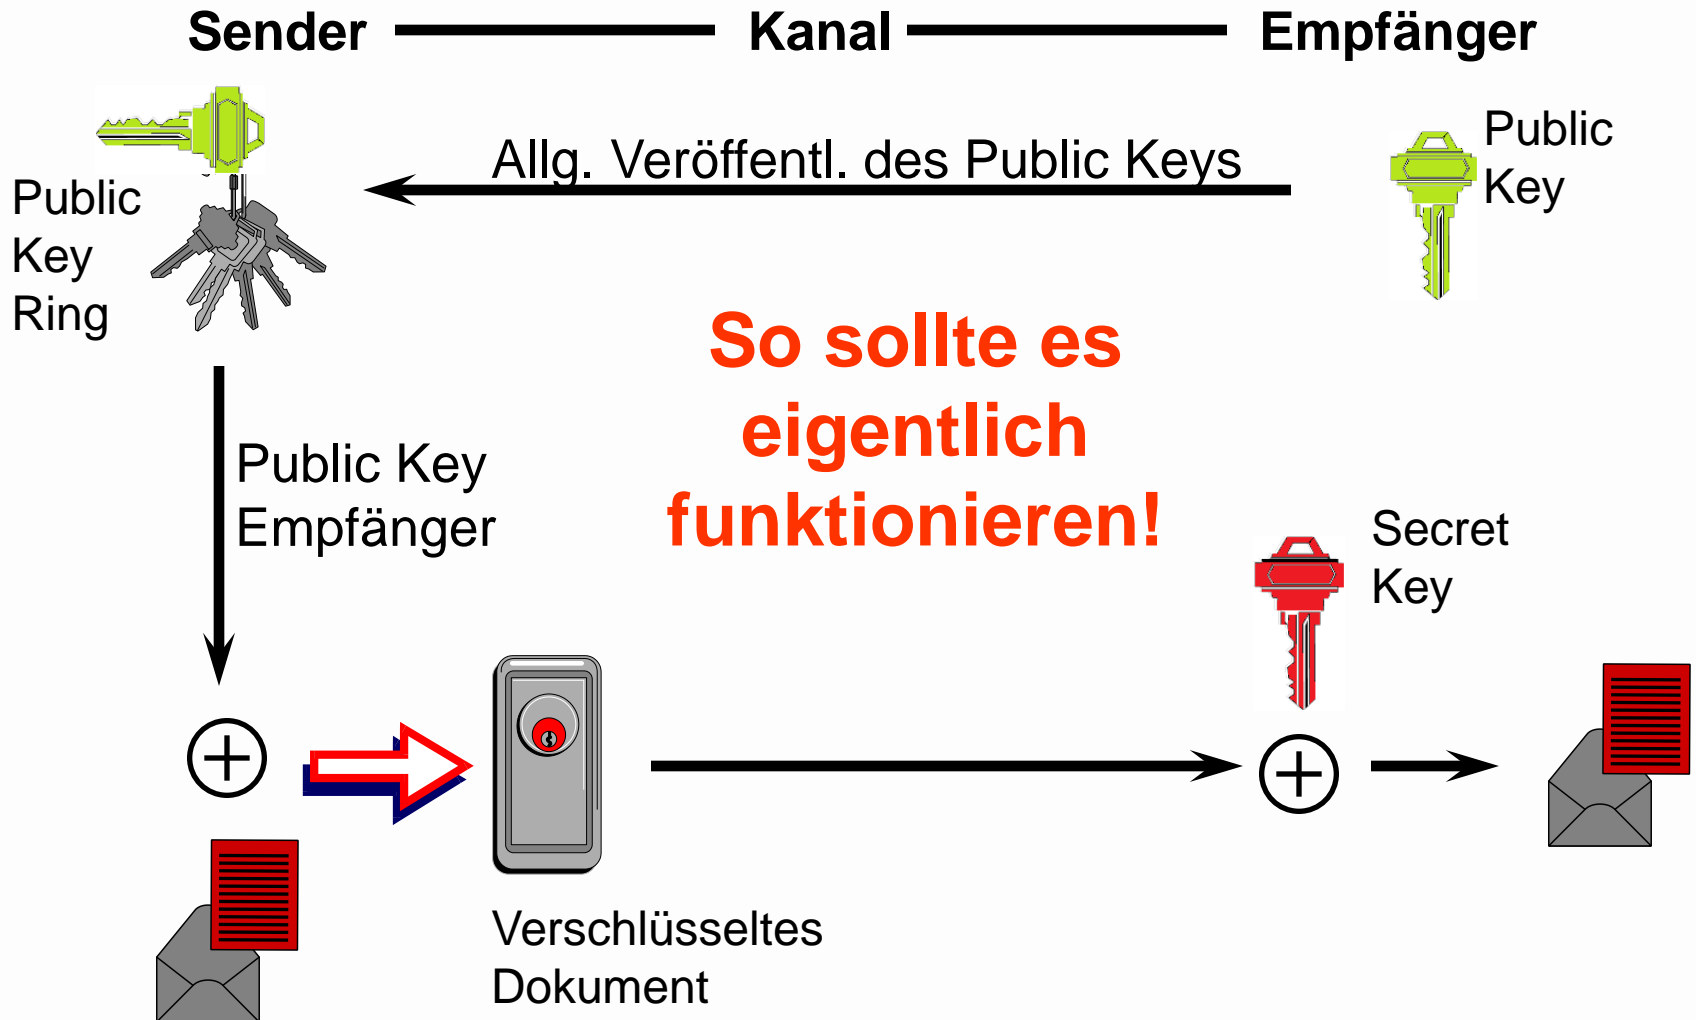 Sender
Kanal
Empfänger
Allg. Veröffentl. des Public Keys
Public
Key
Public
Key
Ring
So sollte es
eigentlich
funktionieren!
Public Key
Empfänger
Secret
Key
Verschlüsseltes
Dokument